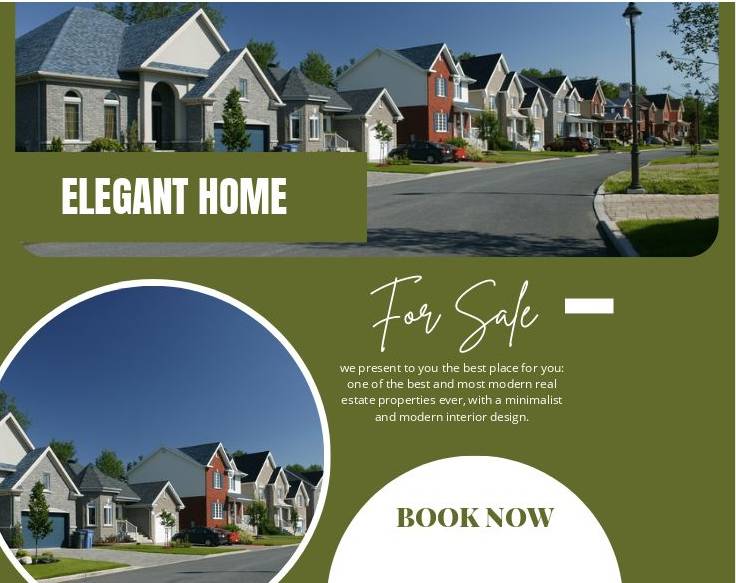 ELEGANT HOME
For Sale
we present to you the best place for you:
one of the best and most modern real
estate properties ever, with a minimalist
and modern interior design.
BOOK NOW